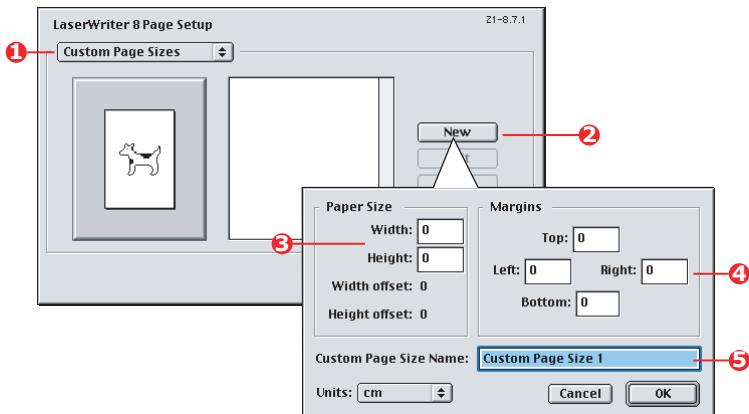 LaserWriter 8 Page Setup
Z1-8.7.1
1
Custom Page Sizes
New
2
Paper Size
Width: 0
3
Height: 0
Width offset: 0
Height offset: 0
Margins
Top: 0
Left: 0 Right: 0
4
Bottom: 0
Custom Page Size Name: Custom Page Size 1
5
Units: cm
Cancel
OK